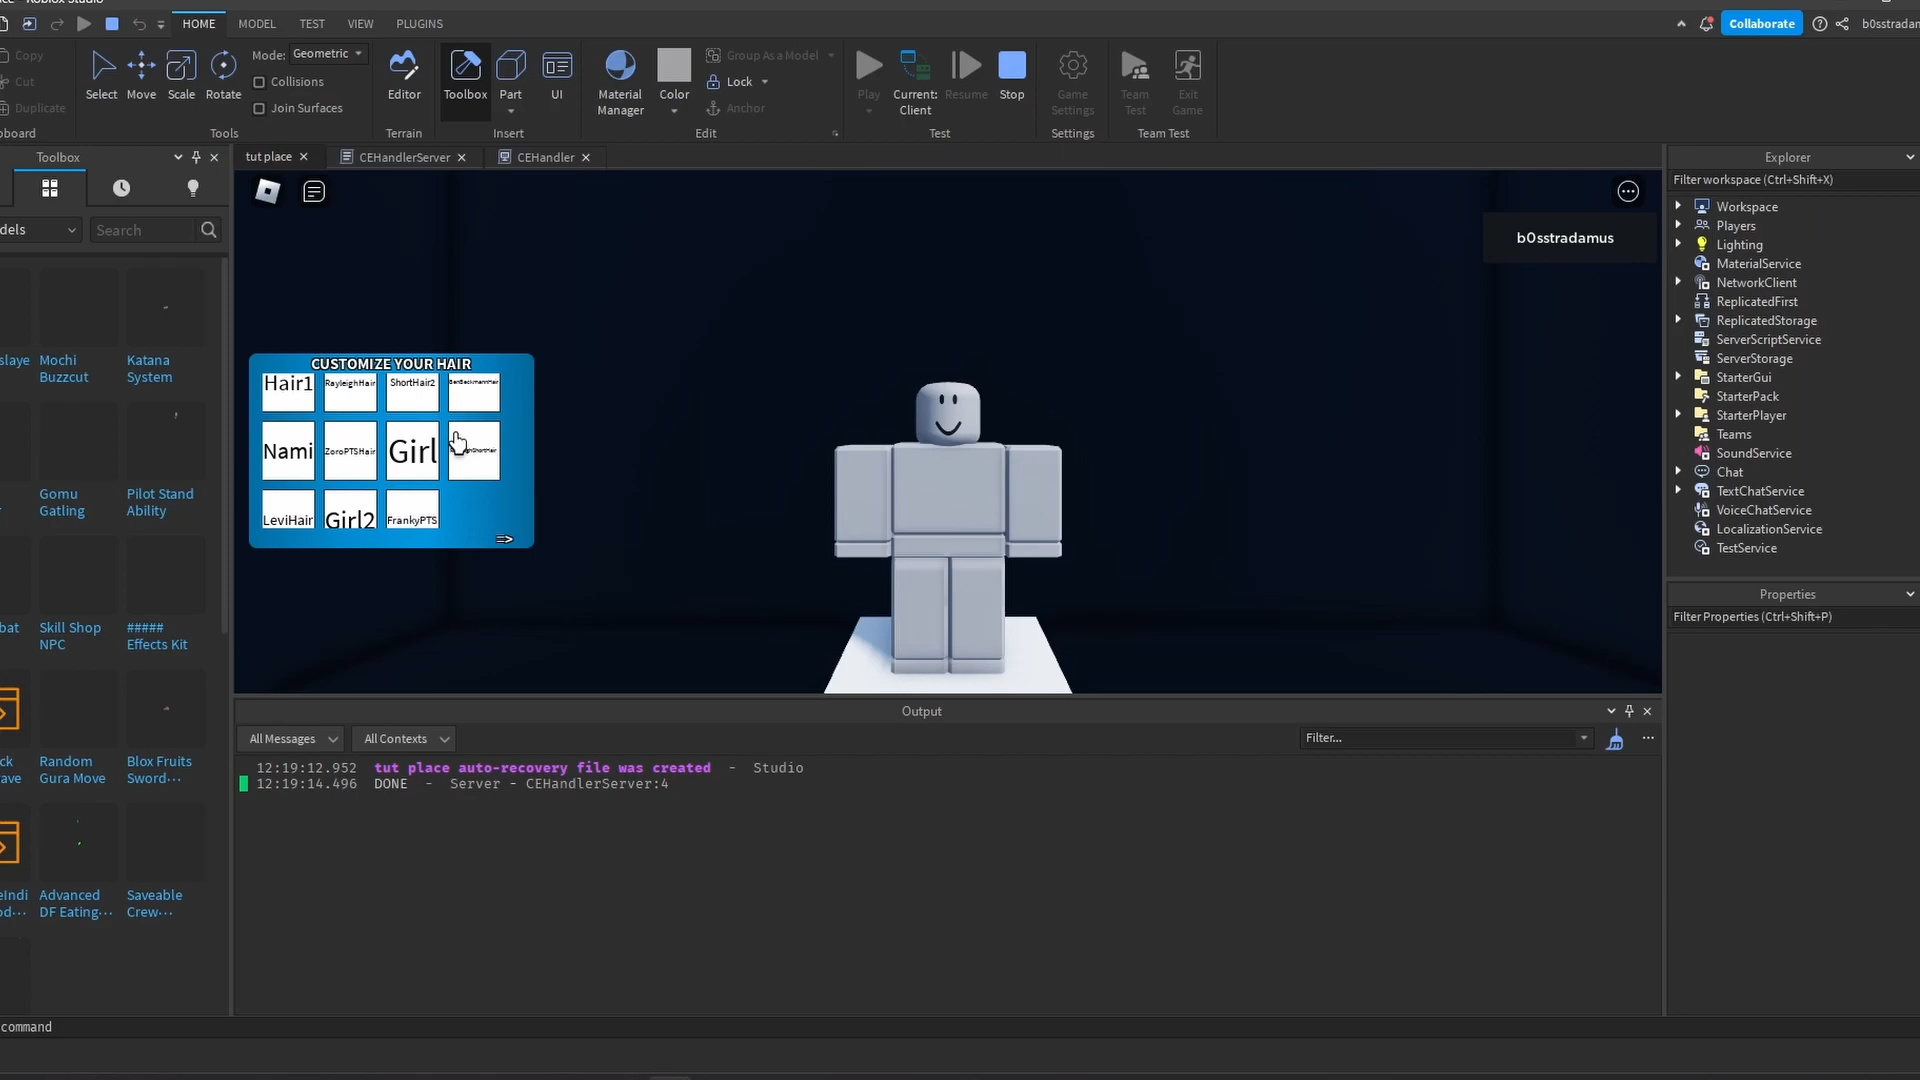 HOME MODEL TEST VIEW PLUGINS
Collaborate
Copy
Cut
Duplicate
Select Move Scale Rotate
Mode: Geometric
Collisions
Join Surfaces
Tools
Editor
Terrain
Toolbox Part UI
Insert
Material
Manager
Color
Group As a Model
Lock
Anchor
Edit
Play
Current:
Client
Resume Stop
Test
Game
Settings
Settings
Team
Test
Exit
Game
Team Test
Toolbox
tut place
CEHandlerServer
CEHandler
Search
Mochi
Buzzcut
Katana
System
Gomu
Gatling
Pilot Stand
Ability
Skill Shop
NPC
#####
Effects Kit
Random
Gura Move
Blox Fruits
Sword...
Advanced
DF Eating...
Saveable
Crew...
b0sstradamus
CUSTOMIZE YOUR HAIR
Hair1 RayleighHair ShortHair2 BenBeckmannHair
Nami ZoroPTSHair Girl
LeviHair Girl2 FrankyPTS
=>
Output
All Messages All Contexts
Filter...
12:19:12.952 tut place auto-recovery file was created - Studio
12:19:14.496 DONE - Server - CEHandlerServer:4
Explorer
Filter workspace (Ctrl+Shift+X)
Workspace
Players
Lighting
MaterialService
NetworkClient
ReplicatedFirst
ReplicatedStorage
ServerScriptService
ServerStorage
StarterGui
StarterPack
StarterPlayer
Teams
SoundService
Chat
TextChatService
VoiceChatService
LocalizationService
TestService
Properties
Filter Properties (Ctrl+Shift+P)
command